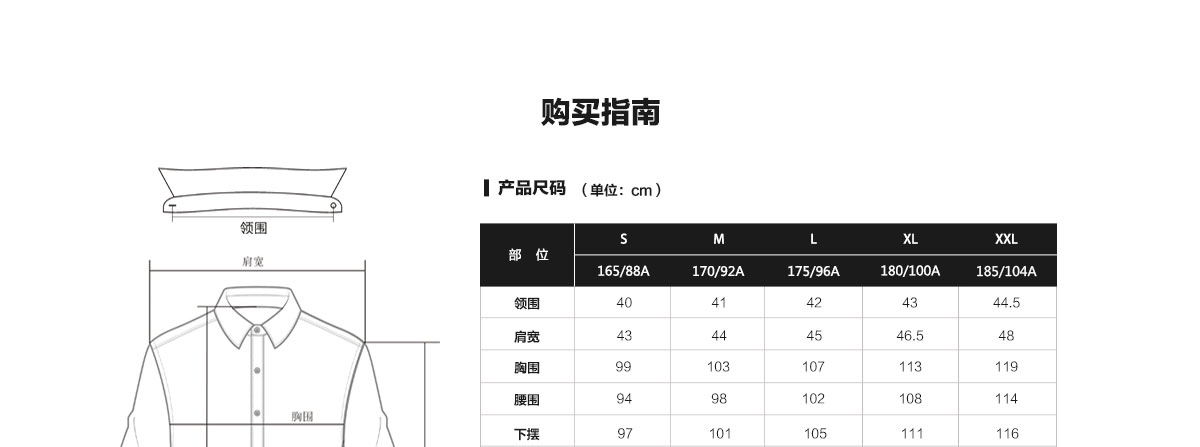 购买指南
领围
肩宽
胸围
产品尺码 （单位：cm）
部 位 S M L XL XXL
165/88A 170/92A 175/96A 180/100A 185/104A
领围 40 41 42 43 44.5
肩宽 43 44 45 46.5 48
胸围 99 103 107 113 119
腰围 94 98 102 108 114
下摆 97 101 105 111 116